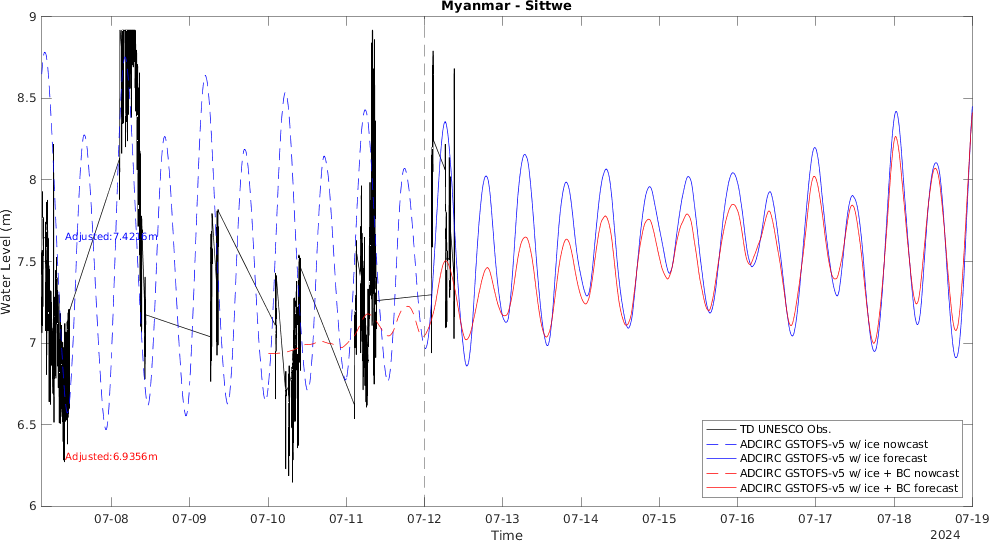 Myanmar - Sittwe
Water Level (m)
9
8.5
8
7.5
7
6.5
6
Adjusted:7.4216m
Adjusted:6.9356m
TD UNESCO Obs.
ADCIRC GSTOFS-v5 w/ ice nowcast
ADCIRC GSTOFS-v5 w/ ice forecast
ADCIRC GSTOFS-v5 w/ ice + BC nowcast
ADCIRC GSTOFS-v5 w/ ice + BC forecast
07-08 07-09 07-10 07-11 07-12 07-13 07-14 07-15 07-16 07-17 07-18 07-19
Time
2024